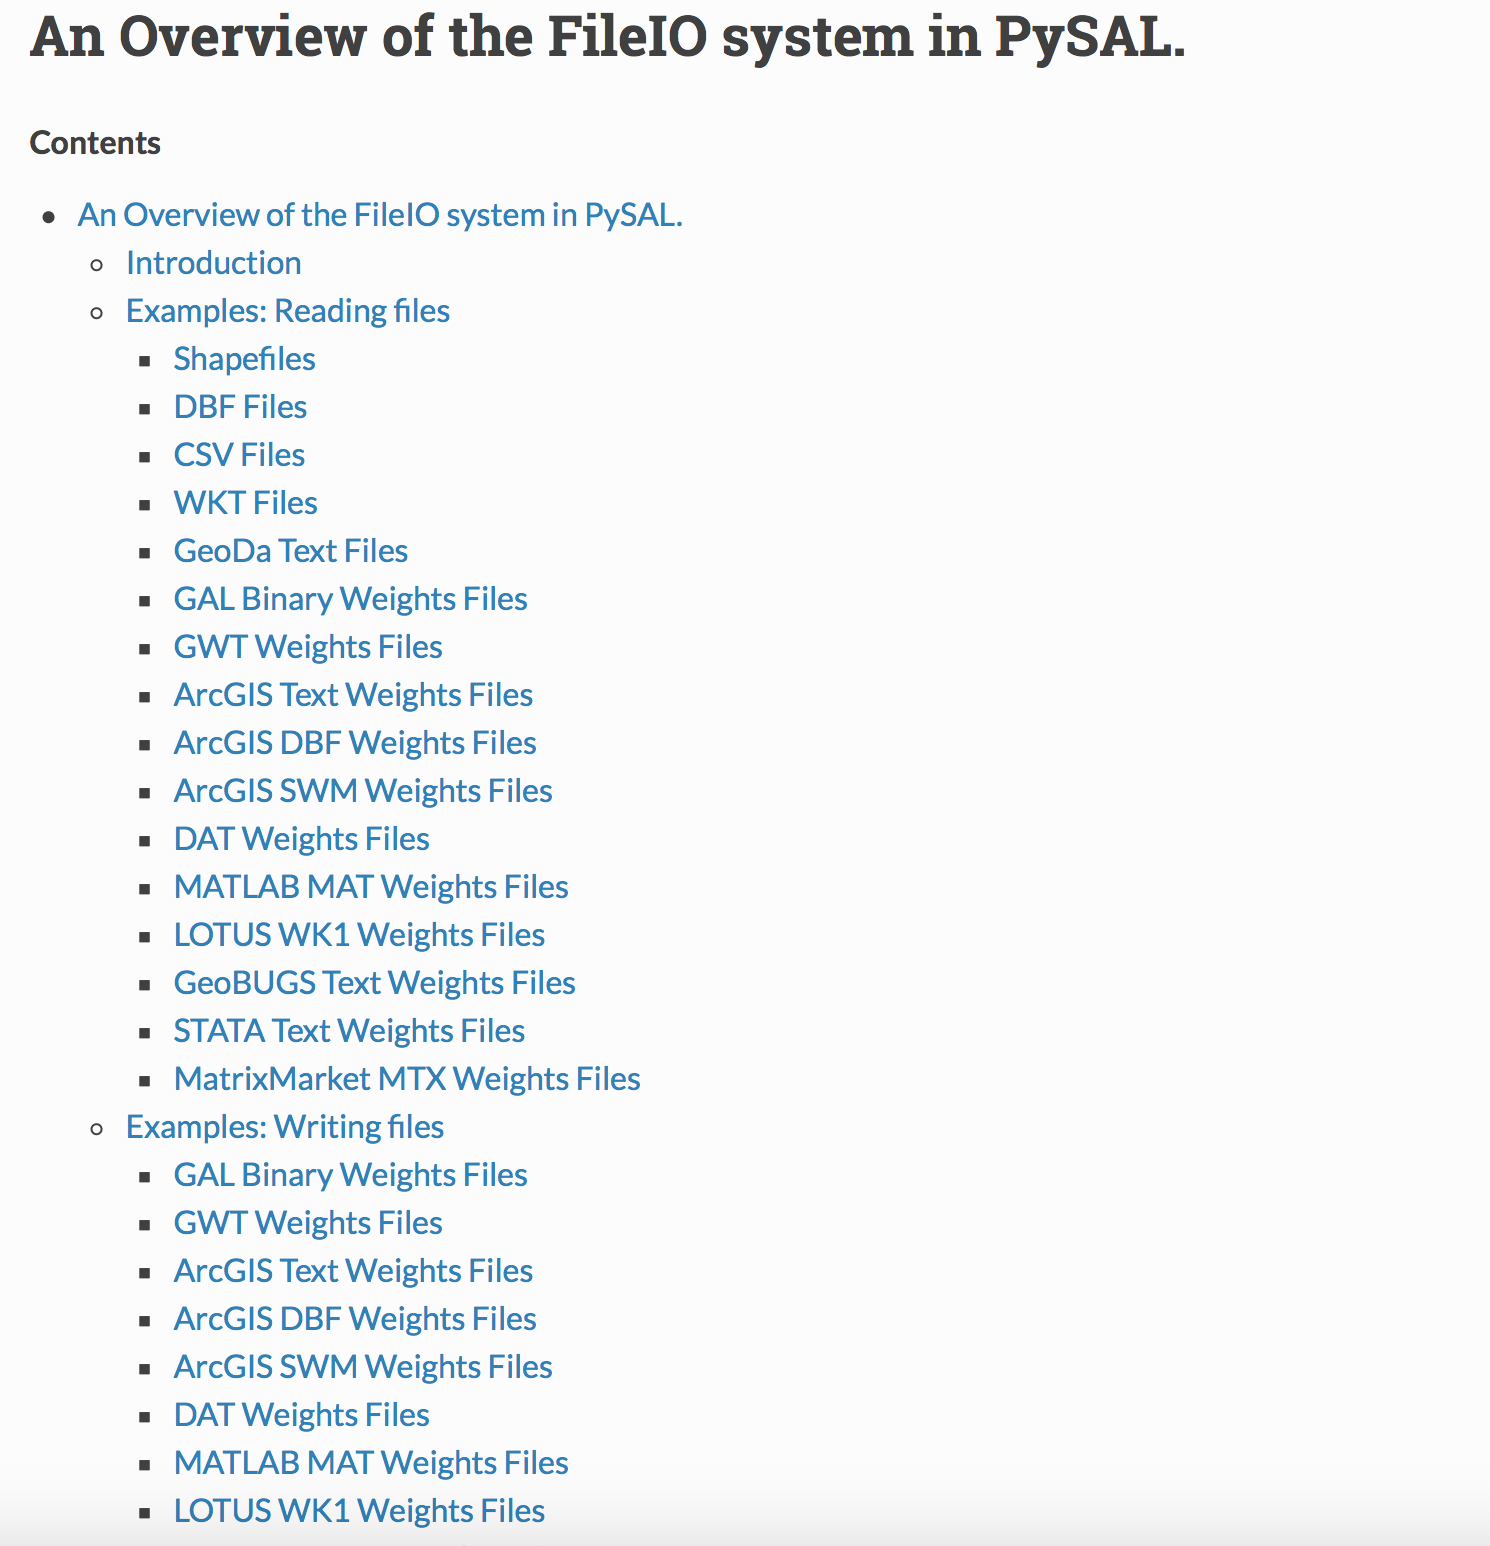 An Overview of the FileIO system in PySAL.
Contents
An Overview of the FileIO system in PySAL.
Introduction
Examples: Reading files
Shapefiles
DBF Files
CSV Files
WKT Files
GeoDa Text Files
GAL Binary Weights Files
GWT Weights Files
ArcGIS Text Weights Files
ArcGIS DBF Weights Files
ArcGIS SWM Weights Files
DAT Weights Files
MATLAB MAT Weights Files
LOTUS WK1 Weights Files
GeoBUGS Text Weights Files
STATA Text Weights Files
MatrixMarket MTX Weights Files
Examples: Writing files
GAL Binary Weights Files
GWT Weights Files
ArcGIS Text Weights Files
ArcGIS DBF Weights Files
ArcGIS SWM Weights Files
DAT Weights Files
MATLAB MAT Weights Files
LOTUS WK1 Weights Files